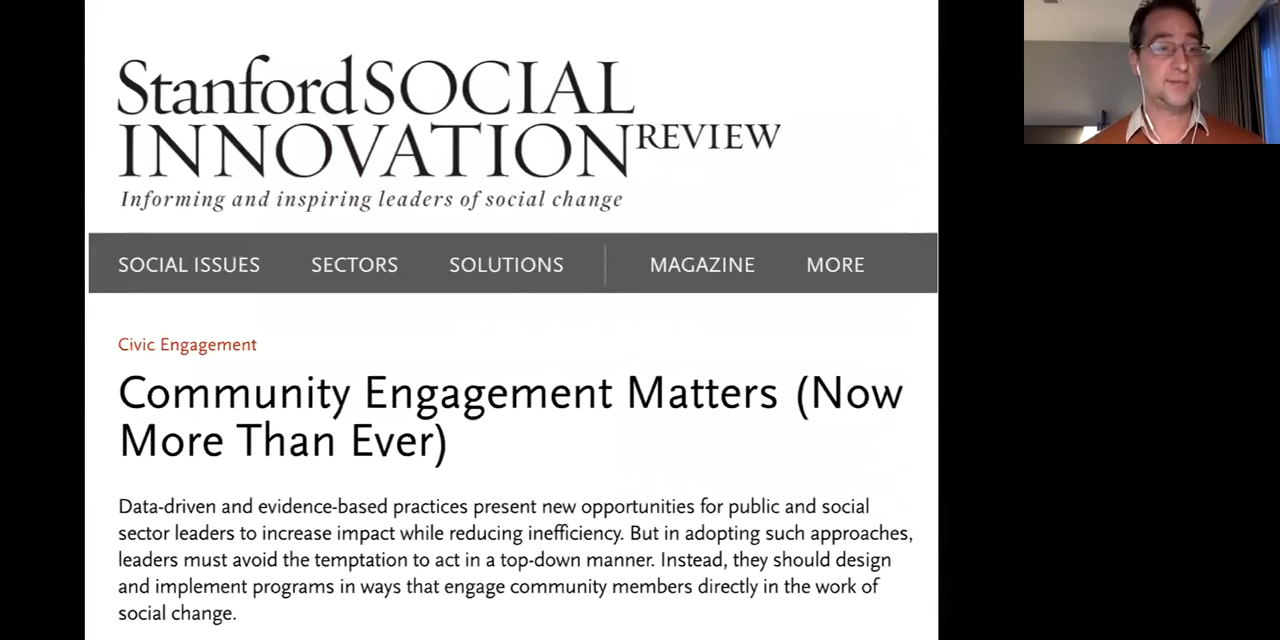 Stanford SOCIAL
INNOVATION REVIEW
Informing and inspiring leaders of social change
SOCIAL ISSUES SECTORS SOLUTIONS MAGAZINE MORE
Civic Engagement
Community Engagement Matters (Now
More Than Ever)
Data-driven and evidence-based practices present new opportunities for public and social
sector leaders to increase impact while reducing inefficiency. But in adopting such approaches,
leaders must avoid the temptation to act in a top-down manner. Instead, they should design
and implement programs in ways that engage community members directly in the work of
social change.